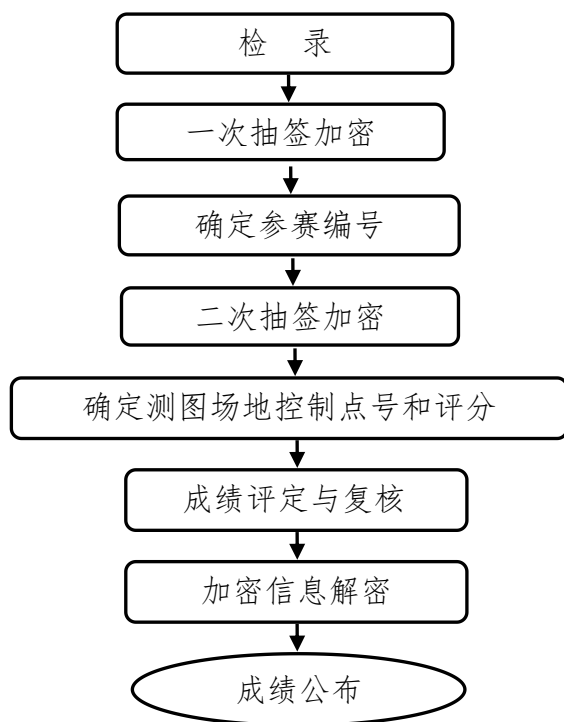 检　录
一次抽签加密
确定参赛编号
二次抽签加密
确定测图场地控制点号和评分
成绩评定与复核
加密信息解密
成绩公布